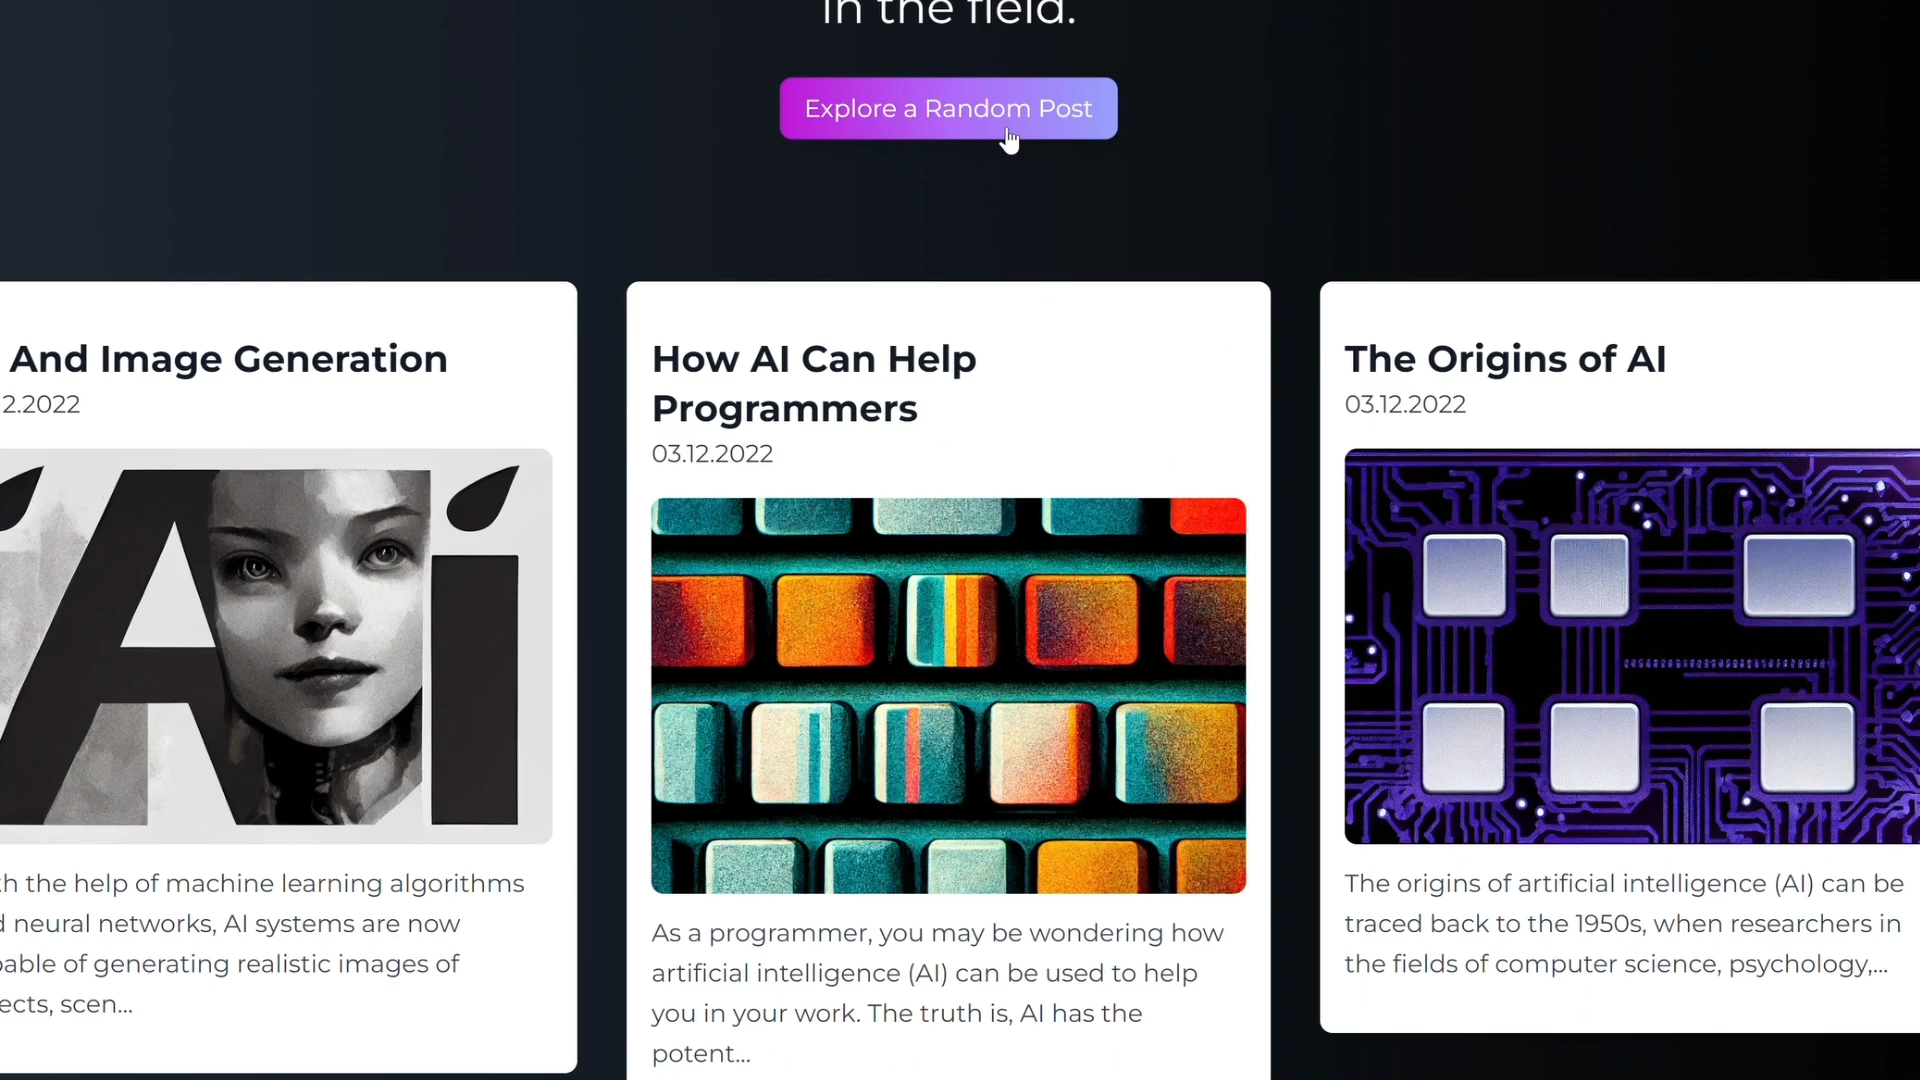 in the field.
Explore a Random Post
And Image Generation
2.2022
Ai
the help of machine learning algorithms
neural networks, AI systems are now
of generating realistic images of
scen...
How AI Can Help
Programmers
03.12.2022
As a programmer, you may be wondering how
artificial intelligence (AI) can be used to help
you in your work. The truth is, AI has the
potent...
The Origins of AI
03.12.2022
The origins of artificial intelligence (AI) can be
traced back to the 1950s, when researchers in
the fields of computer science, psychology,...